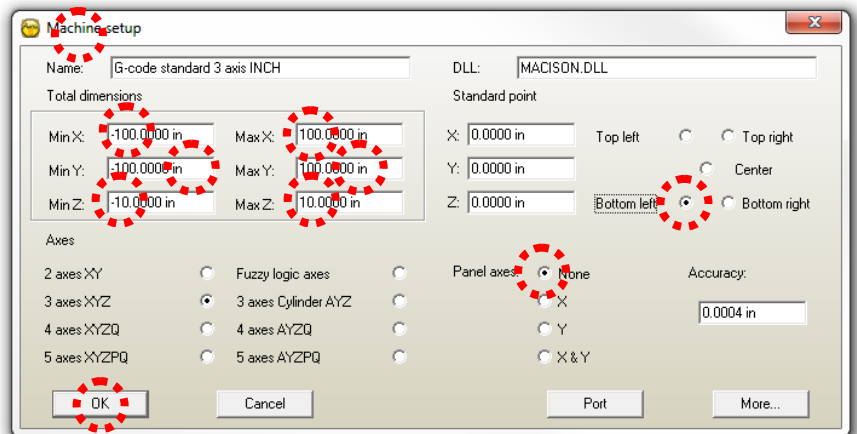 Machine setup
Name: G-code standard 3 axis INCH DLL: MACISON.DLL
Total dimensions Standard point
Min X: -100.0000 in Max X: 100.0000 in X: 0.0000 in Top left Top right
Min Y: -100.0000 in Max Y: 100.0000 in Y: 0.0000 in Center
Min Z: -10.0000 in Max Z: 10.0000 in Z: 0.0000 in Bottom left Bottom right
Axes
2 axes XY Fuzzy logic axes Panel axes: None Accuracy:
3 axes XYZ 3 axes Cylinder AYZ X 0.0004 in
4 axes XYZQ 4 axes AYZQ Y
5 axes XYZPQ 5 axes AYZPQ X & Y
OK Cancel Port More...